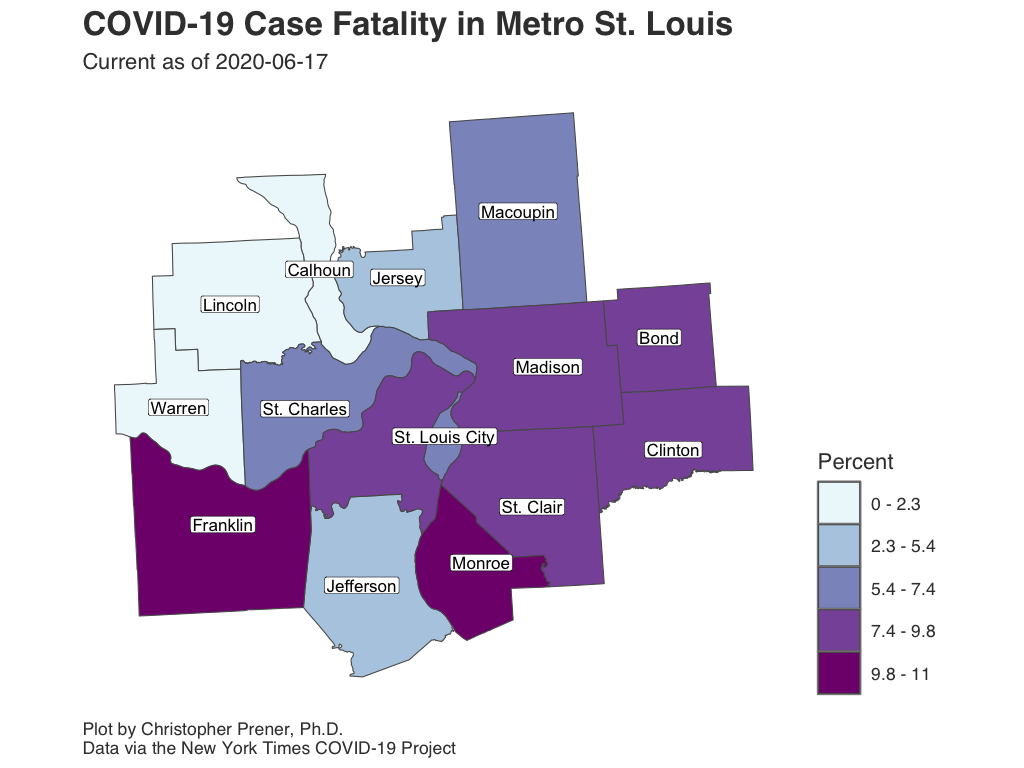 COVID-19 Case Fatality in Metro St. Louis
Current as of 2020-06-17
Macoupin
Calhoun
Jersey
Lincoln
Bond
Madison
Warren
St. Charles
St. Louis City
Clinton
Percent
0 - 2.3
St. Clair
Franklin
2.3 - 5.4
Monroe
Jefferson
5.4 - 7.4
7.4 - 9.8
9.8 - 11
Plot by Christopher Prener, Ph.D.
Data via the New York Times COVID-19 Project